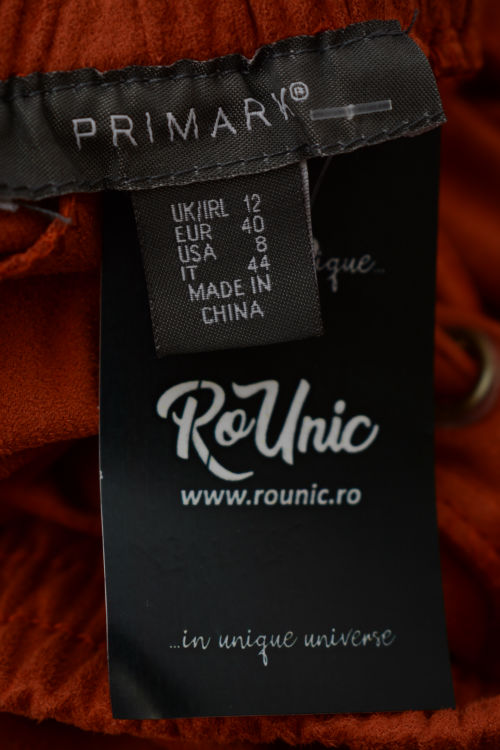 PRIMARK®
UK/IRL 12
EUR 40
USA 8
IT 44
MADE IN
CHINA
RoUnic
www.rounic.ro
...in unique universe